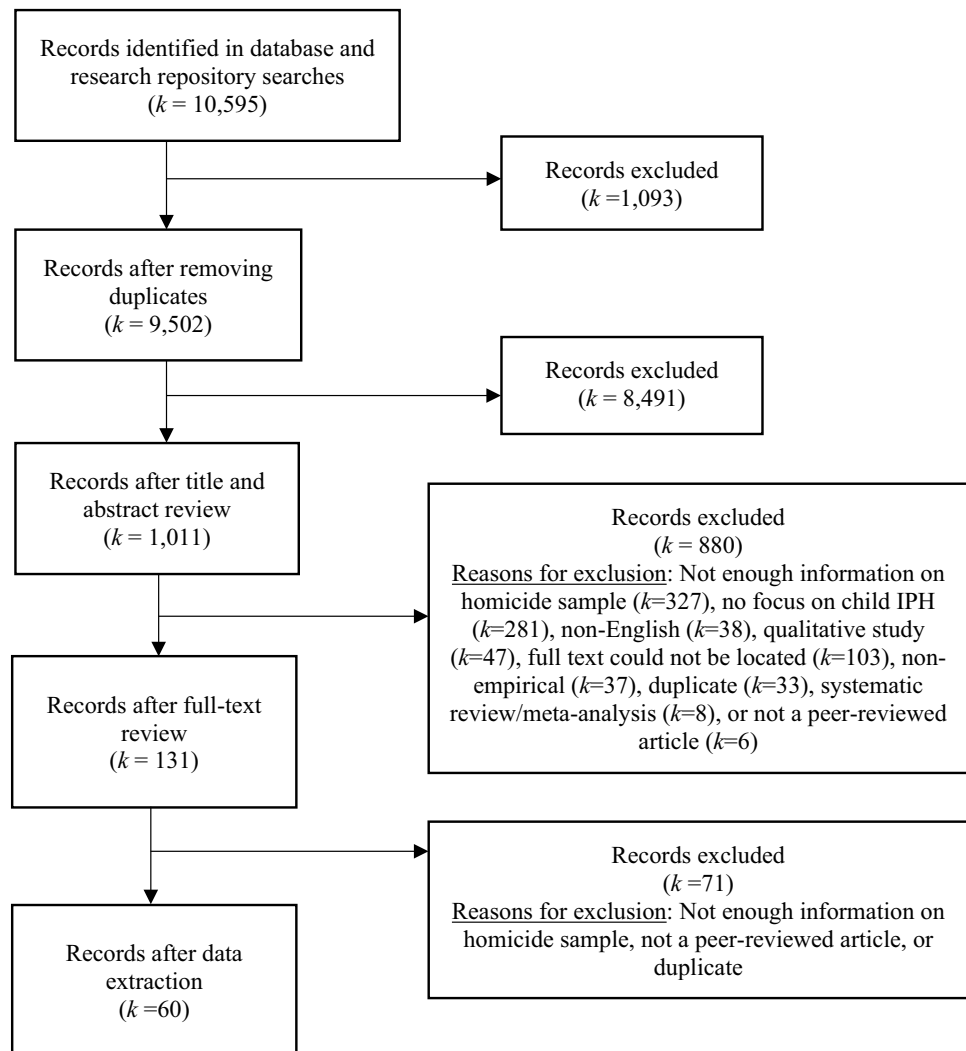 Records identified in database and
research repository searches
(k = 10,595)
Records excluded
(k =1,093)
Records after removing
duplicates
(k = 9,502)
Records excluded
(k = 8,491)
Records after title and
abstract review
(k = 1,011)
Records excluded
(k = 880)
Reasons for exclusion: Not enough information on
homicide sample (k=327), no focus on child IPH
(k=281), non-English (k=38), qualitative study
(k=47), full text could not be located (k=103), non-
empirical (k=37), duplicate (k=33), systematic
review/meta-analysis (k=8), or not a peer-reviewed
article (k=6)
Records after full-text
review
(k = 131)
Records excluded
(k =71)
Reasons for exclusion: Not enough information on
homicide sample, not a peer-reviewed article, or
duplicate
Records after data
extraction
(k =60)